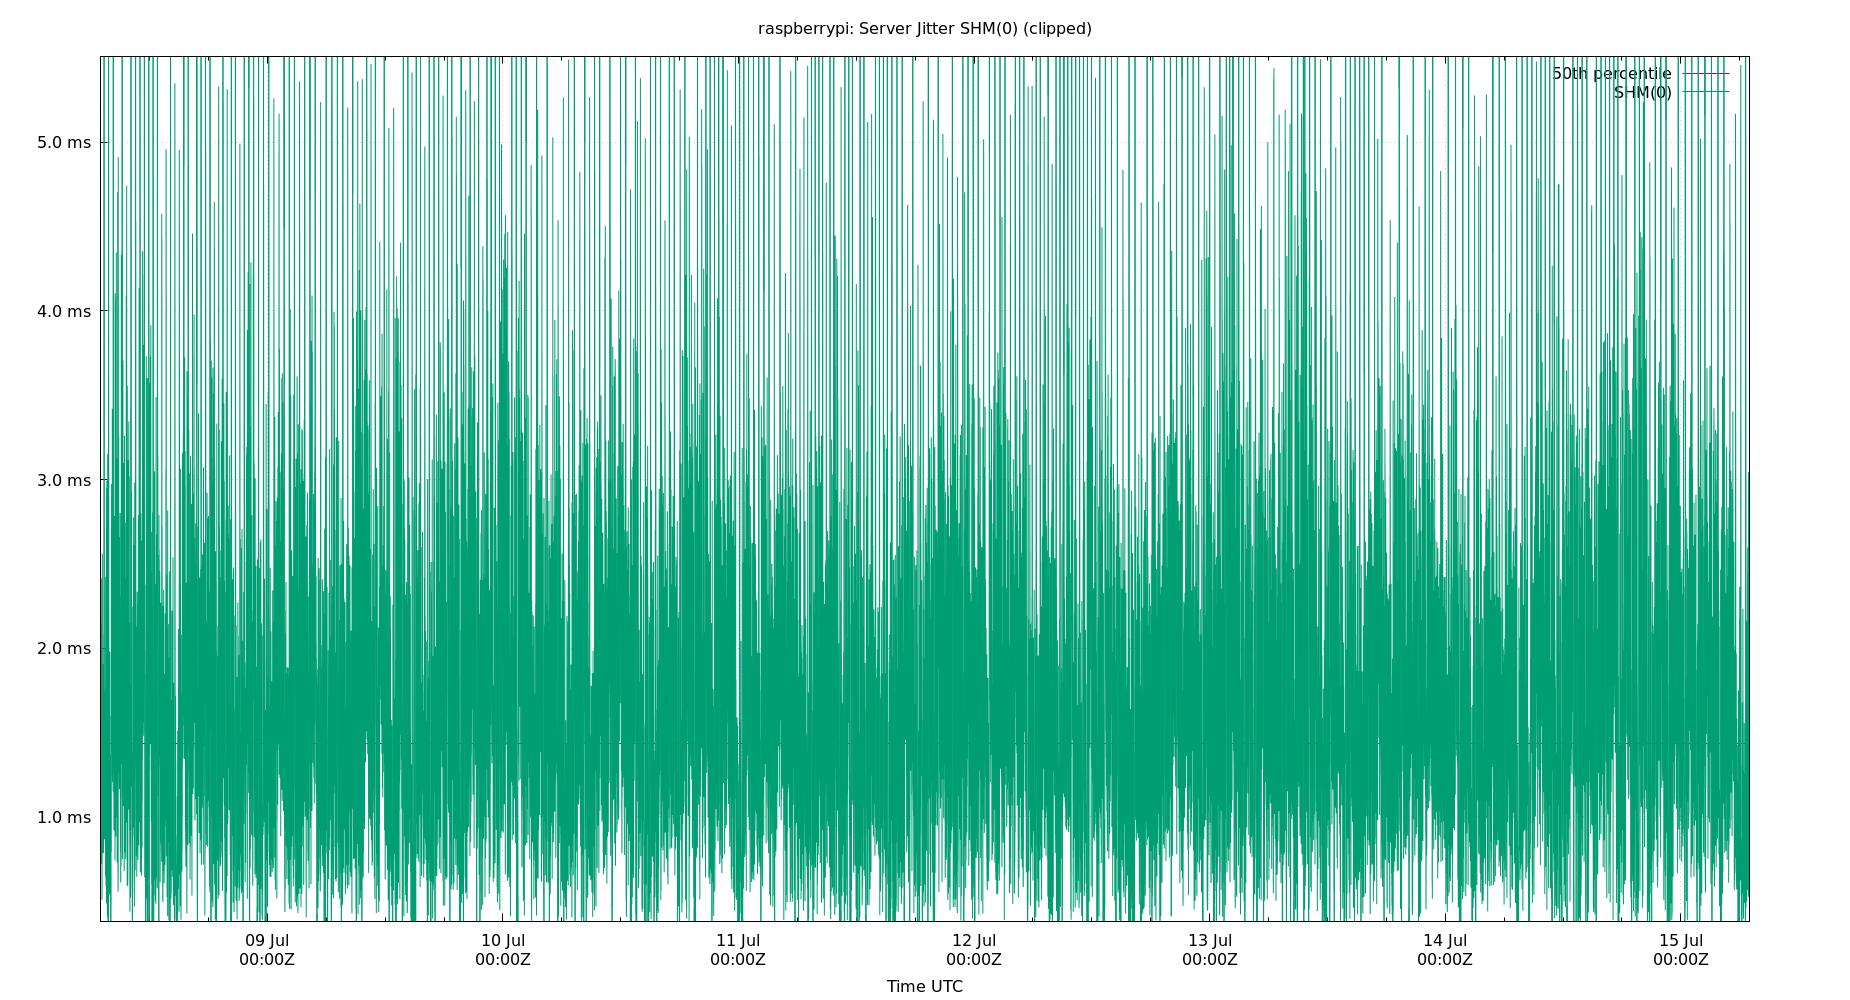 raspberrypi: Server Jitter SHM(0) (clipped)
50th percentile
SHM(0)
5.0 ms
4.0 ms
3.0 ms
2.0 ms
1.0 ms
09 Jul 10 Jul 11 Jul 12 Jul 13 Jul 14 Jul 15 Jul
00:00Z 00:00Z 00:00Z 00:00Z 00:00Z 00:00Z 00:00Z
Time UTC